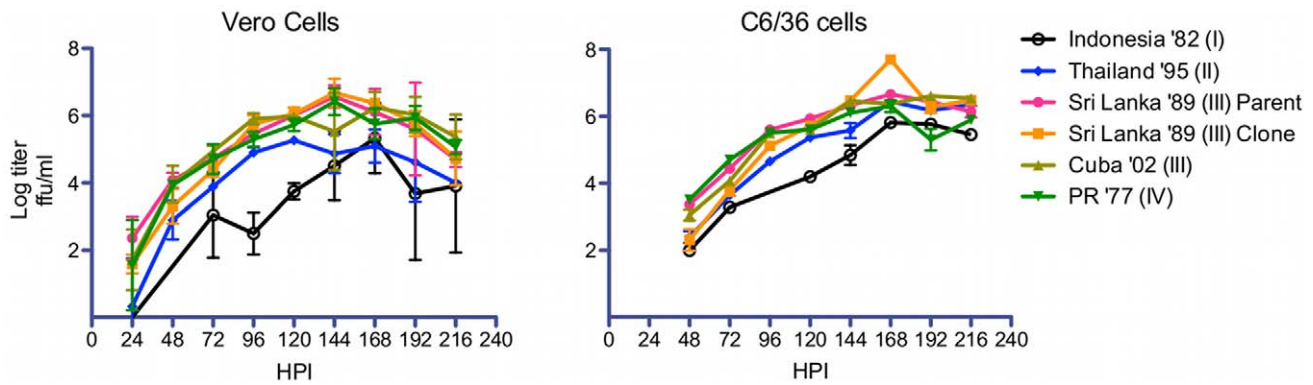 Vero Cells
Log titer
ffu/ml
8
6
4
2
0 24 48 72 96 120 144 168 192 216 240
HPI
C6/36 cells
8
6
4
2
0 24 48 72 96 120 144 168 192 216 240
HPI
Indonesia '82 (I)
Thailand '95 (II)
Sri Lanka '89 (III) Parent
Sri Lanka '89 (III) Clone
Cuba '02 (III)
PR '77 (IV)